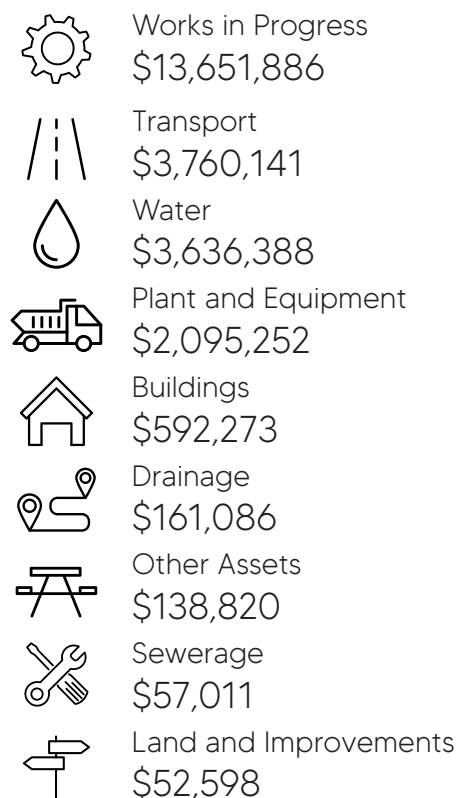 Works in Progress
$13,651,886
Transport
$3,760,141
Water
$3,636,388
Plant and Equipment
$2,095,252
Buildings
$592,273
Drainage
$161,086
Other Assets
$138,820
Sewerage
$57,011
Land and Improvements
$52,598